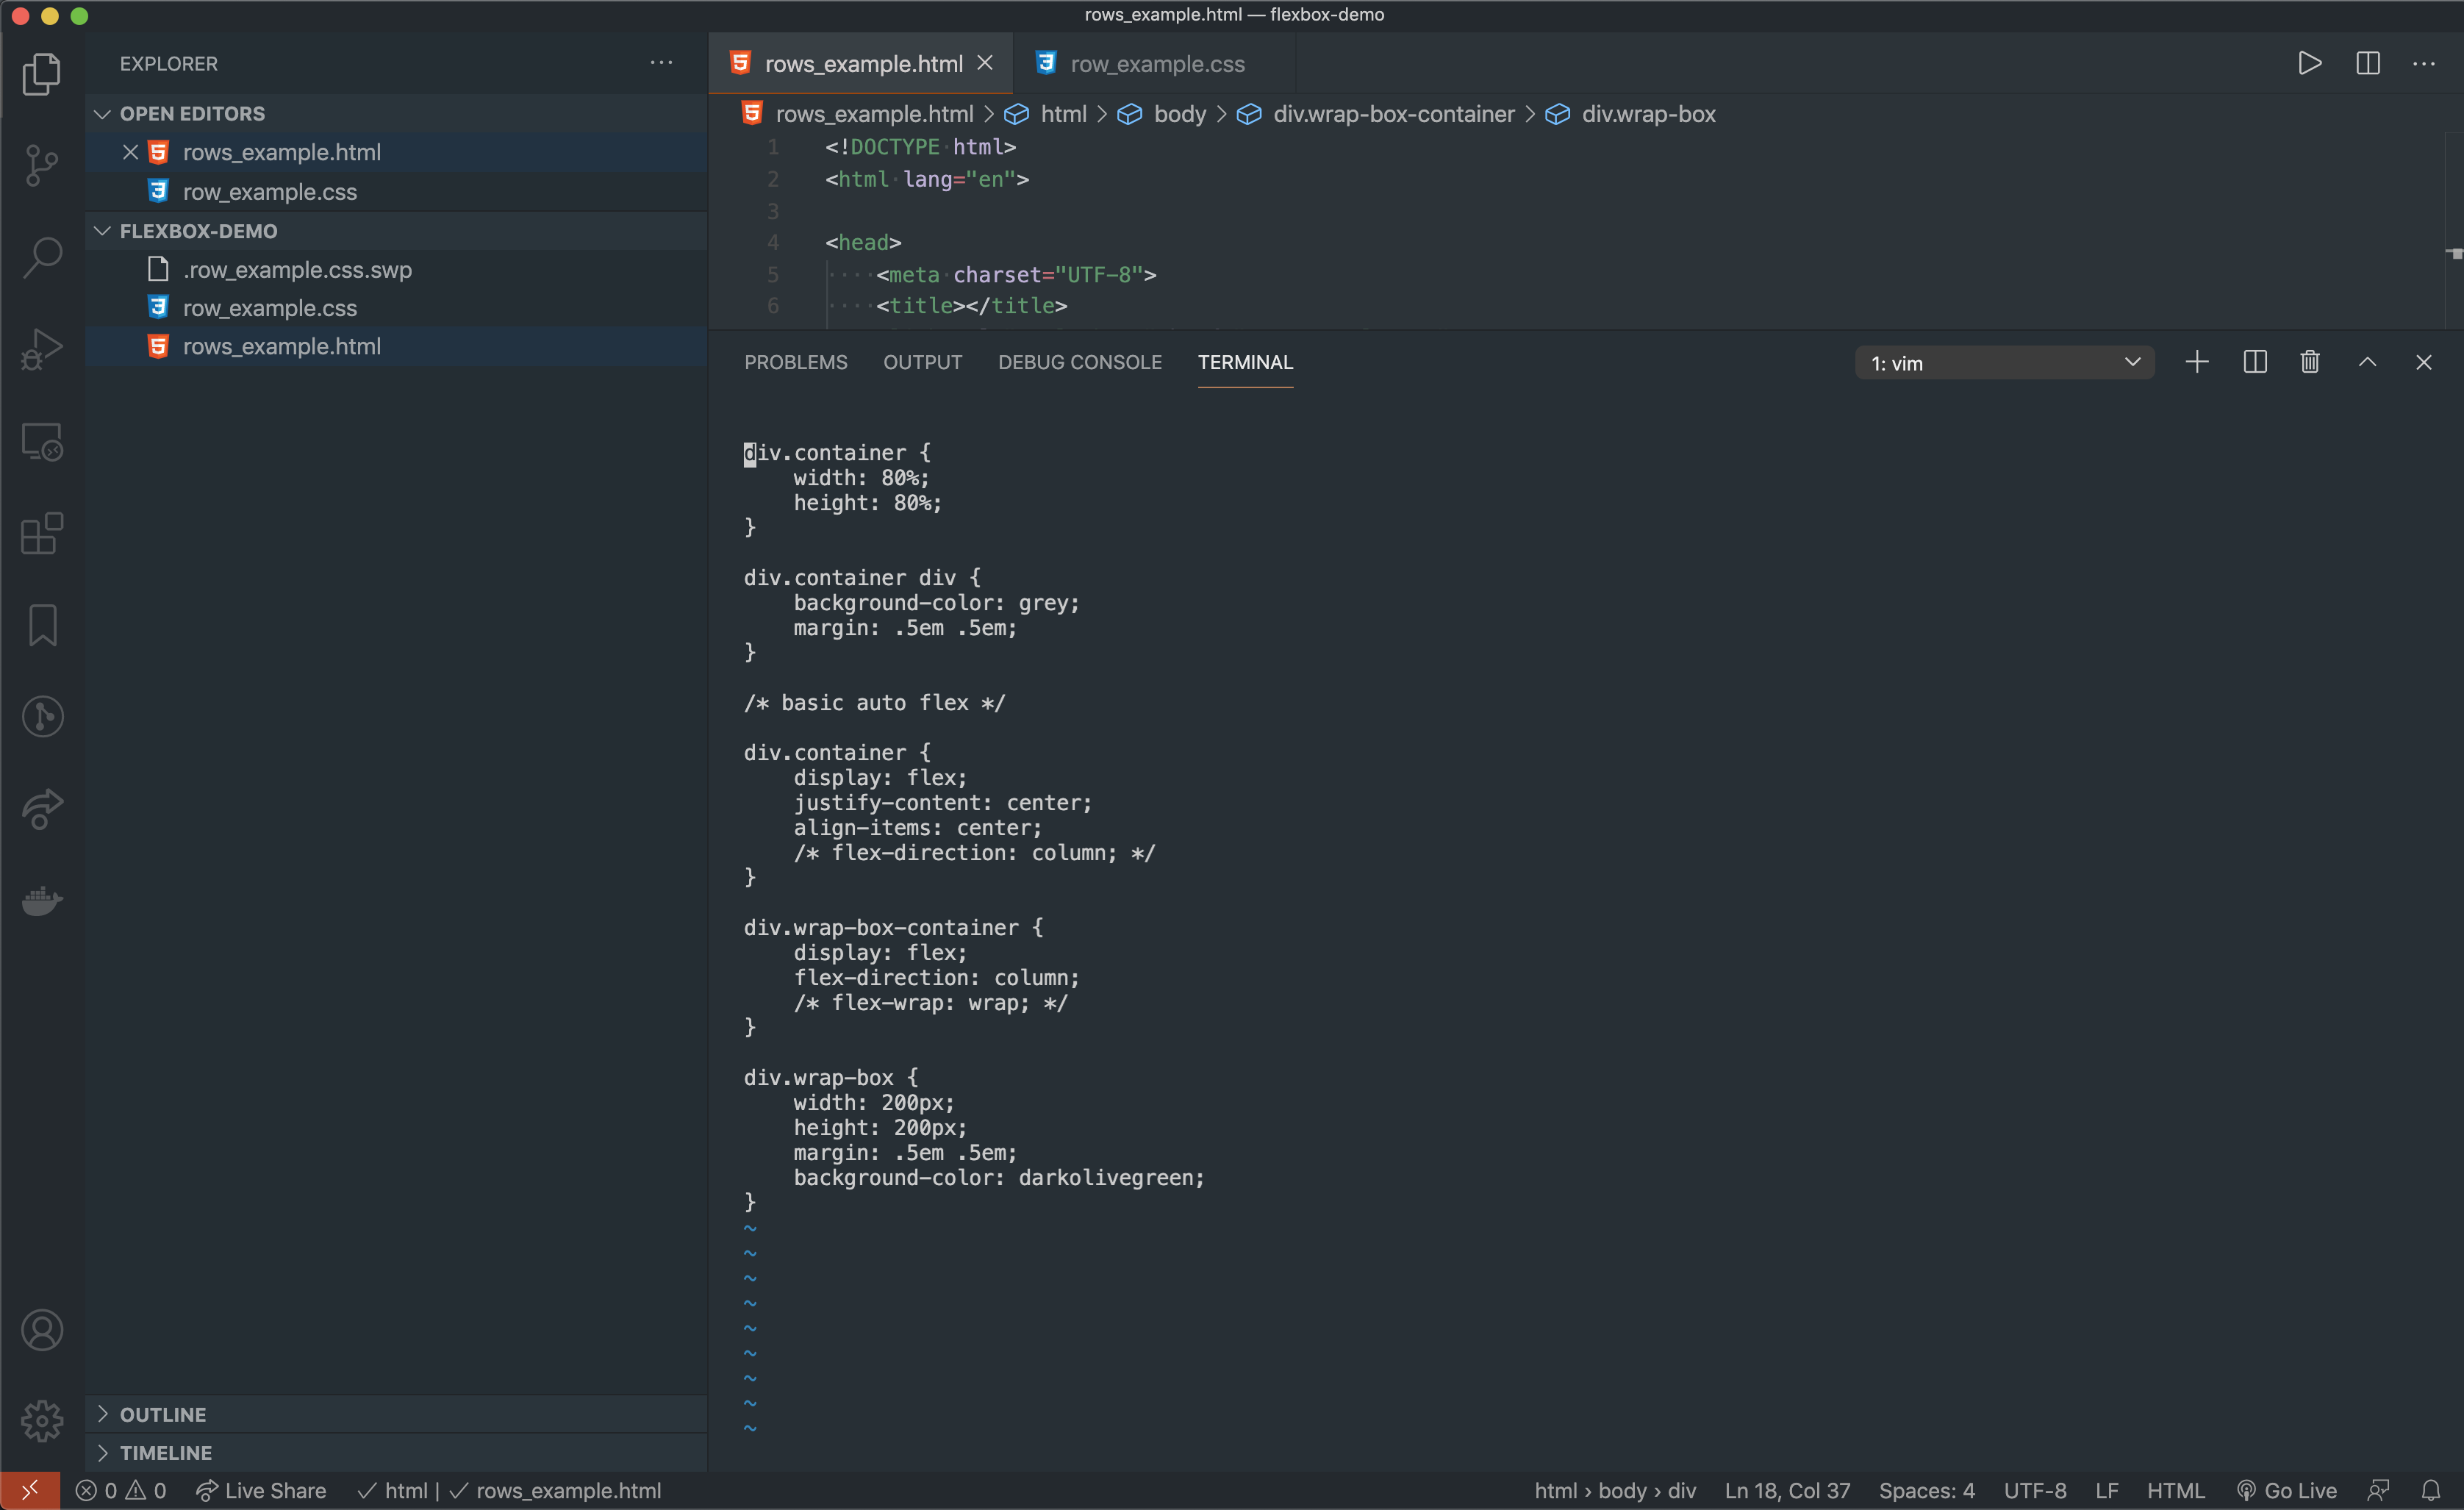 rows_example.html — flexbox-demo
EXPLORER
OPEN EDITORS
rows_example.html
row_example.css
FLEXBOX-DEMO
.row_example.css.swp
row_example.css
rows_example.html
OUTLINE
TIMELINE
rows_example.html
row_example.css
rows_example.html > html > body > div.wrap-box-container > div.wrap-box
1 <!DOCTYPE html>
2 <html lang="en">
3
4 <head>
5 <meta charset="UTF-8">
6 <title></title>
PROBLEMS OUTPUT DEBUG CONSOLE TERMINAL 1: vim
div.container {
    width: 80%;
    height: 80%;
}
div.container div {
    background-color: grey;
    margin: .5em .5em;
}
/* basic auto flex */
div.container {
    display: flex;
    justify-content: center;
    align-items: center;
    /* flex-direction: column; */
}
div.wrap-box-container {
    display: flex;
    flex-direction: column;
    /* flex-wrap: wrap; */
}
div.wrap-box {
    width: 200px;
    height: 200px;
    margin: .5em .5em;
    background-color: darkolivegreen;
}
~
~
~
~
~
~
~
~
~
0 0 Live Share ✓ html | ✓ rows_example.html html › body › div Ln 18, Col 37 Spaces: 4 UTF-8 LF HTML Go Live